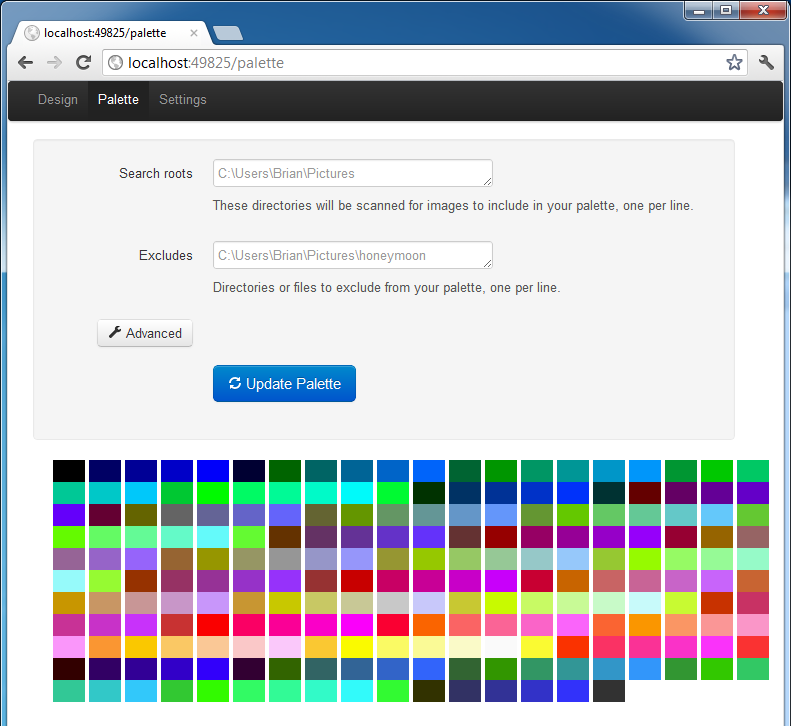 localhost:49825/palette
localhost:49825/palette
Design Palette Settings
Search roots C:\Users\Brian\Pictures
These directories will be scanned for images to include in your palette, one per line.
Excludes C:\Users\Brian\Pictures\honeymoon
Directories or files to exclude from your palette, one per line.
Advanced
Update Palette